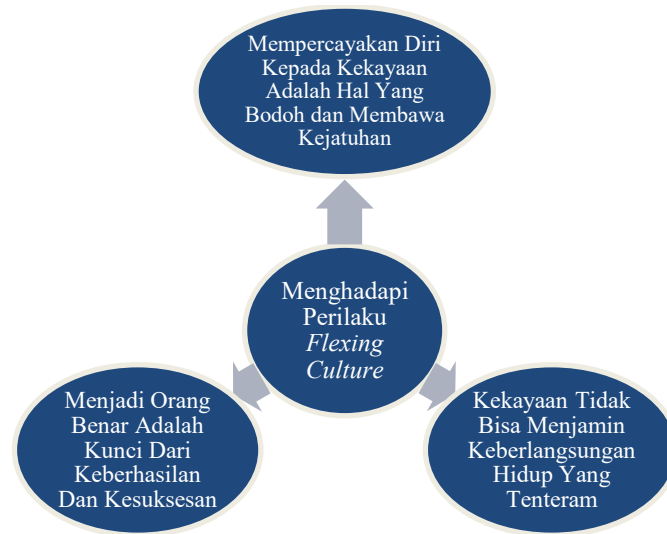 Mempercayakan Diri
Kepada Kekayaan
Adalah Hal Yang
Bodoh dan Membawa
Kejatuhan
Menghadapi
Perilaku
Flexing
Culture
Menjadi Orang
Benar Adalah
Kunci Dari
Keberhasilan
Dan Kesuksesan
Kekayaan Tidak
Bisa Menjamin
Keberlangsungan
Hidup Yang
Tenteram